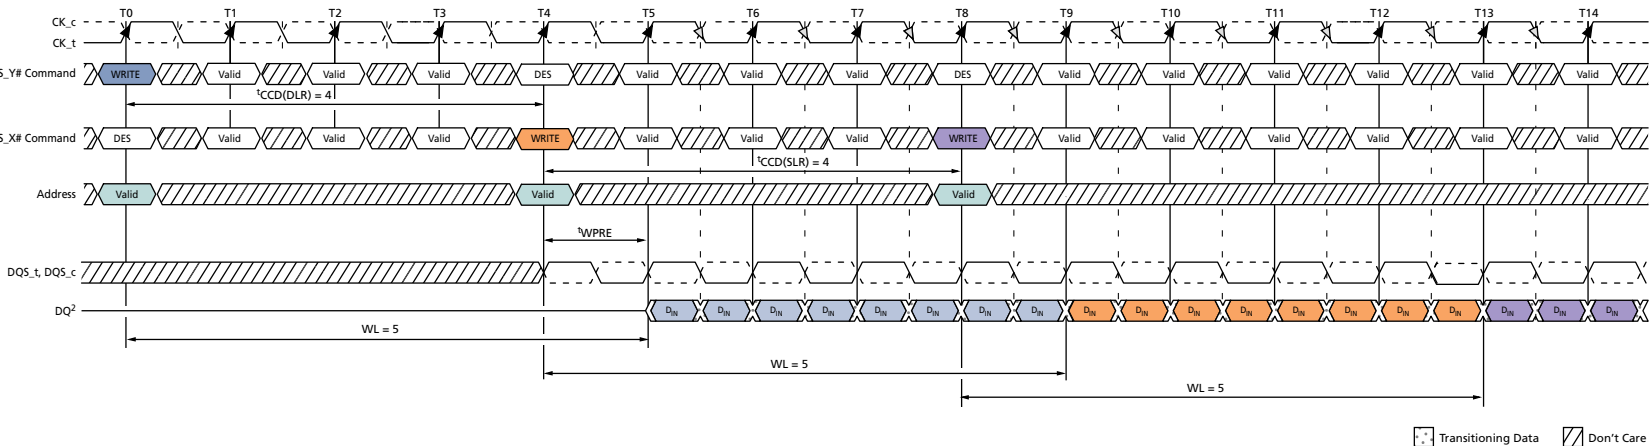 T0 T1 T2 T3 T4 T5 T6 T7 T8 T9 T10 T11 T12 T13 T14
CK_c
CK_t
S_Y# Command WRITE Valid Valid Valid DES Valid Valid Valid DES Valid Valid Valid Valid Valid Valid
tCCD(DLR) = 4
S_X# Command DES Valid Valid Valid WRITE Valid Valid Valid WRITE Valid Valid Valid Valid Valid Valid
tCCD(SLR) = 4
Address Valid Valid Valid
tWPRE
DQS_t, DQS_c
DQ2 DIN DIN DIN DIN DIN DIN DIN DIN DIN DIN DIN DIN DIN DIN DIN DIN DIN DIN DIN
WL = 5
WL = 5
WL = 5
Transitioning Data Don't Care